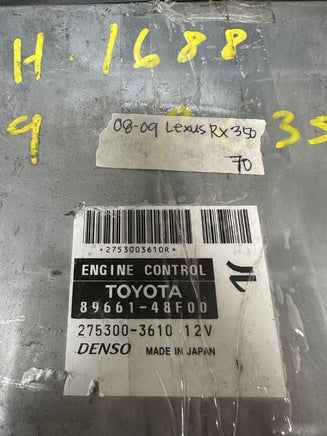 H. 1688
9 35
08-09 Lexus RX350
70
*2753003610R*
ENGINE CONTROL
TOYOTA
89661-48F00
275300-3610 12V
DENSO MADE IN JAPAN